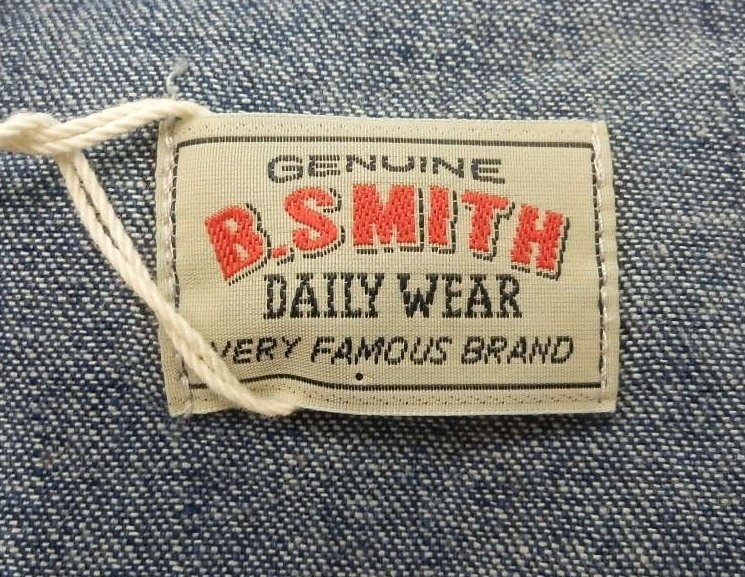 GENUINE
B.SMITH
DAILY WEAR
VERY FAMOUS BRAND